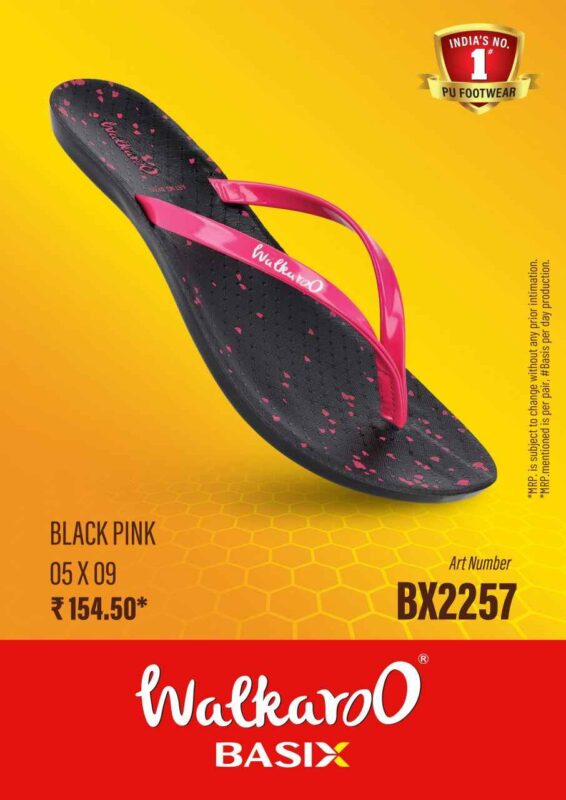 INDIA'S NO.
1#
PU FOOTWEAR
WalkaroO
WalkaroO
*MRP. is subject to change without any prior intimation.
*MRP.mentioned is per pair. #Basis per day production.
BLACK PINK
05 X 09
₹ 154.50*
Art Number
BX2257
WalkaroO®
BASIX